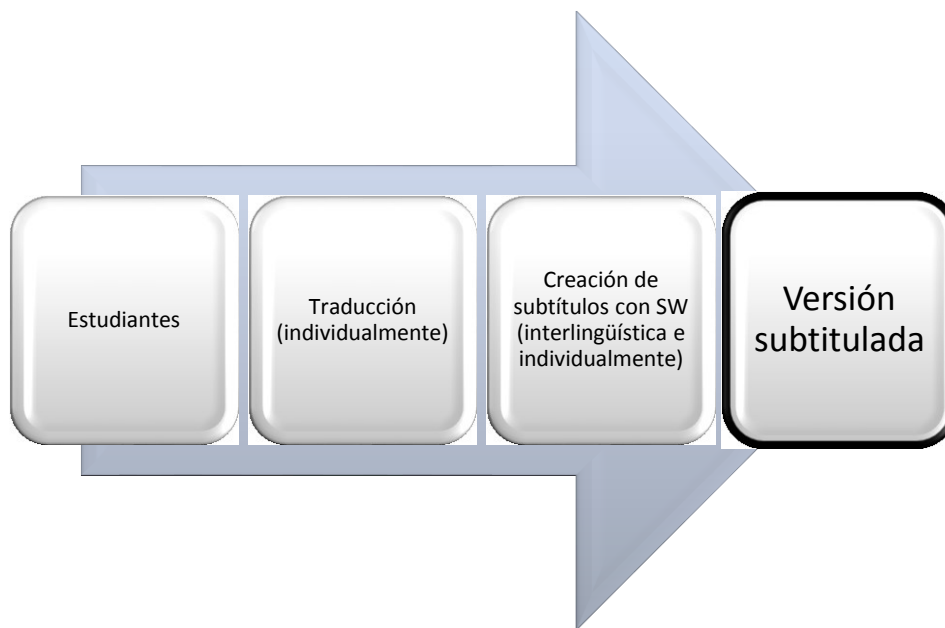 Estudiantes
Traducción
(individualmente)
Creación de
subtítulos con SW
(interlingüística e
individualmente)
Versión
subtitulada